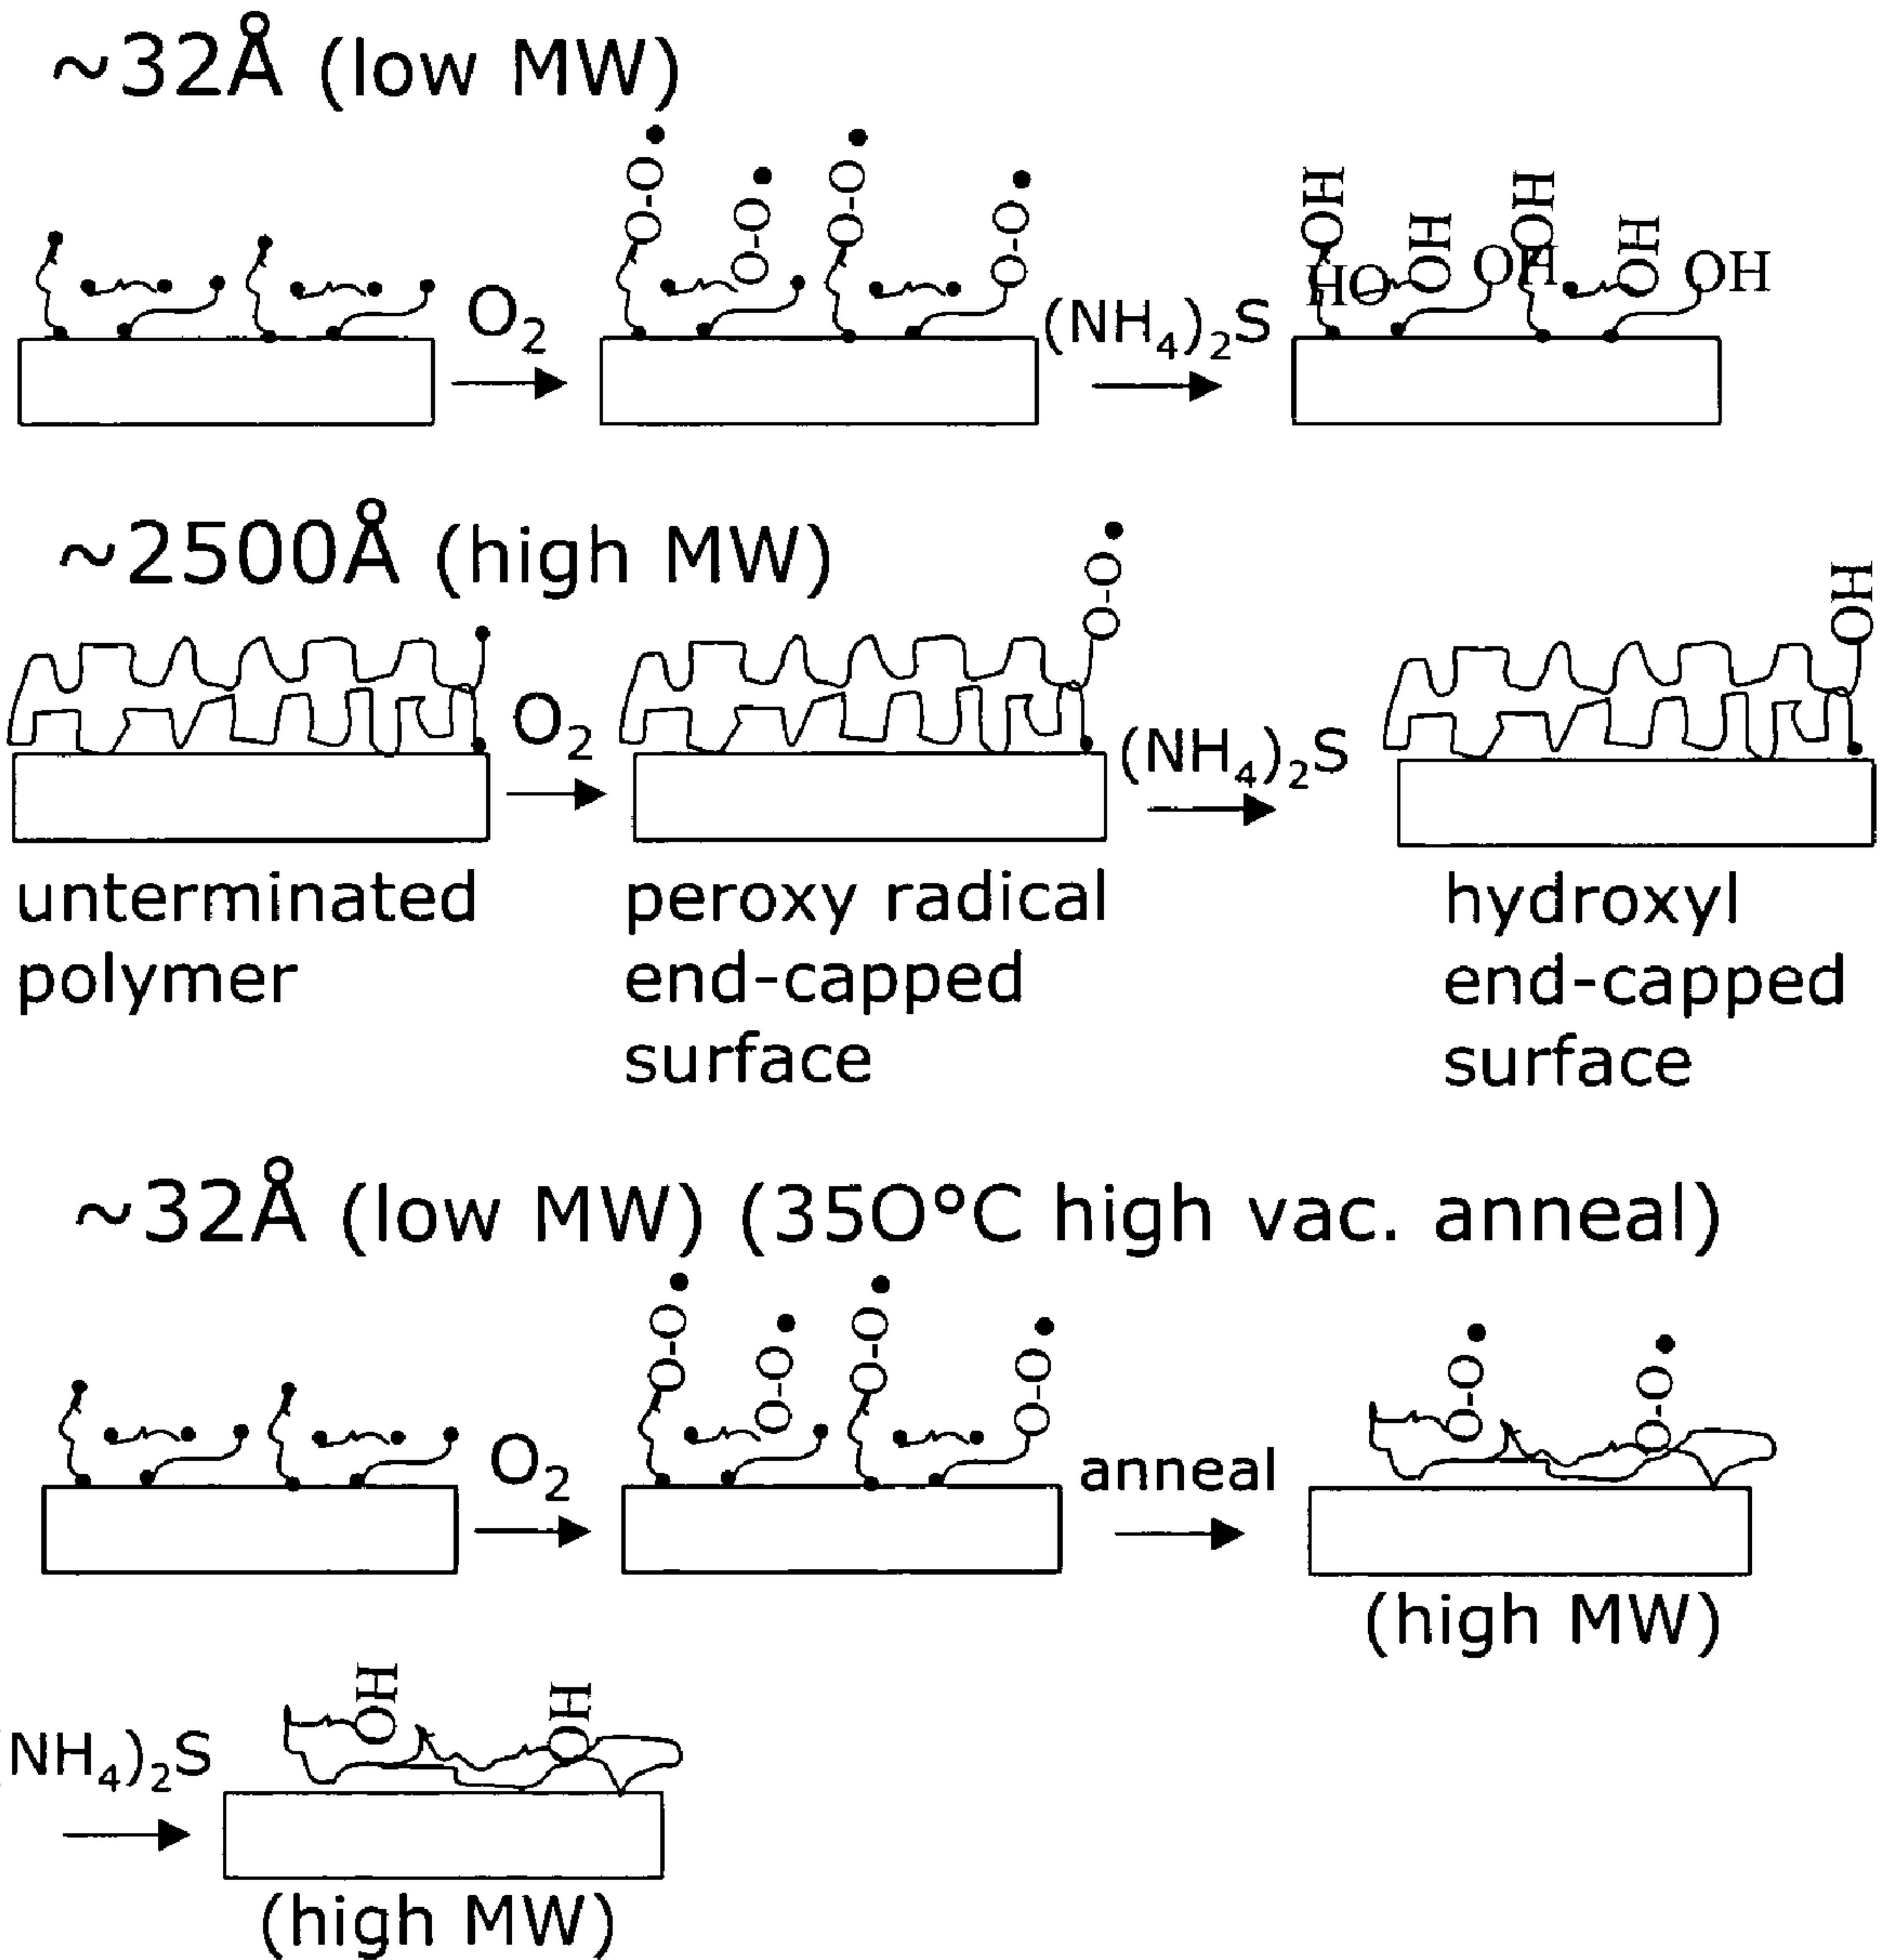 ~32Å (low MW)
O-O• O-O• O-O• O-O•
OH OH OH OH
HO OH OH
O₂
(NH₄)₂S
~2500Å (high MW)
O-O•
OH
O₂
(NH₄)₂S
unterminated
polymer
peroxy radical
end-capped
surface
hydroxyl
end-capped
surface
~32Å (low MW) (350°C high vac. anneal)
O-O• O-O• O-O• O-O•
O-O• O-O•
O₂
anneal
(high MW)
OH OH
NH₄)₂S
(high MW)